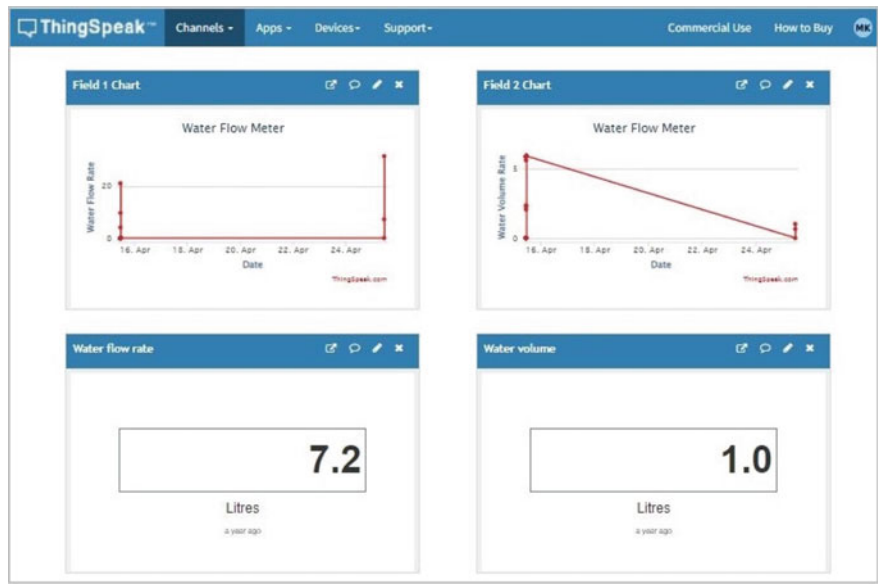 ThingSpeak™ Channels Apps Devices Support Commercial Use How to Buy MK
Field 1 Chart
Water Flow Meter
Water Flow Rate
20
0
16. Apr 18. Apr 20. Apr 22. Apr 24. Apr
Date
ThingSpeak.com
Field 2 Chart
Water Flow Meter
Water Volume Rate
5
0
16. Apr 18. Apr 20. Apr 22. Apr 24. Apr
Date
ThingSpeak.com
Water flow rate
7.2
Litres
a year ago
Water volume
1.0
Litres
a year ago